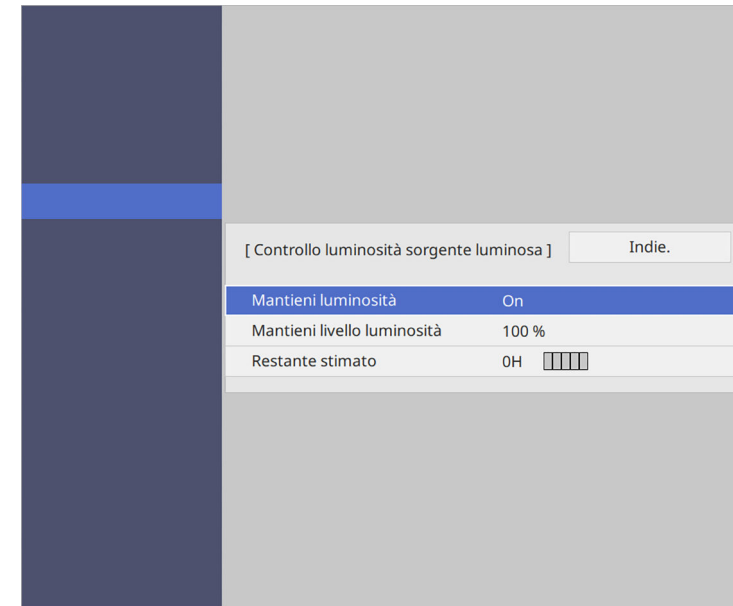 [ Controllo luminosità sorgente luminosa ] Indie.
Mantieni luminosità On
Mantieni livello luminosità 100 %
Restante stimato 0H